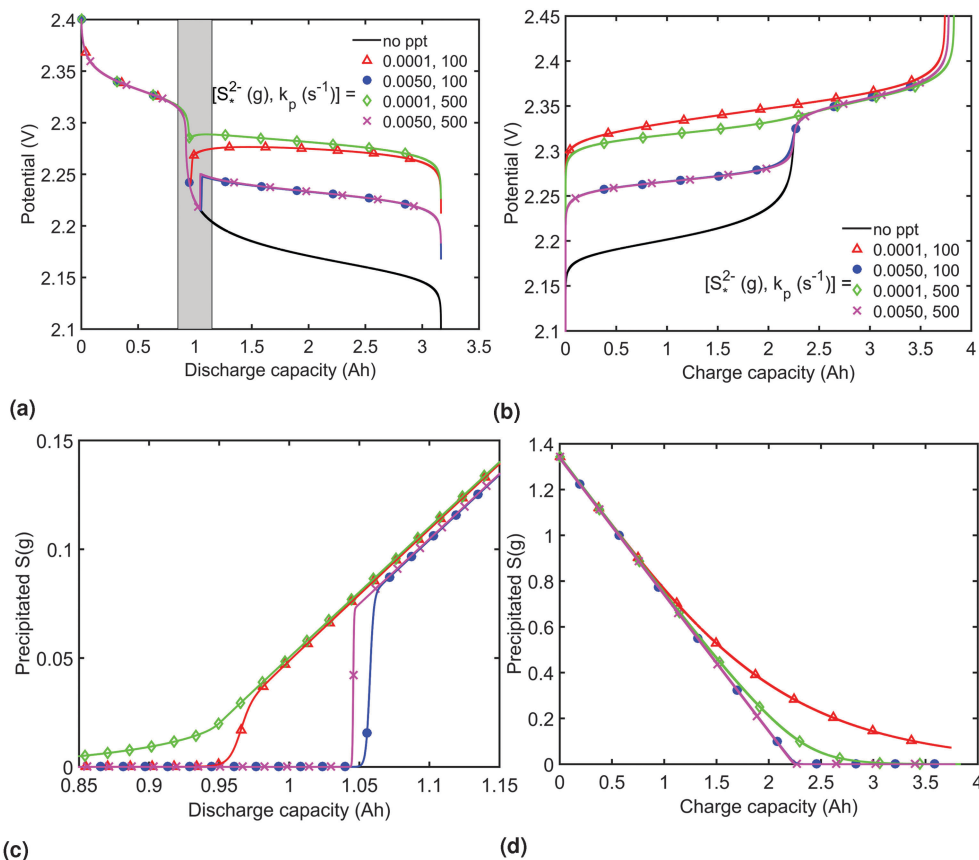 2.4
2.35
2.3
2.25
2.2
2.15
2.1
Potential (V)
0 0.5 1 1.5 2 2.5 3 3.5
Discharge capacity (Ah)
[S*2- (g), kp (s-1)] =
no ppt
0.0001, 100
0.0050, 100
0.0001, 500
0.0050, 500
(a)
2.45
2.4
2.35
2.3
2.25
2.2
2.15
2.1
Potential (V)
0 0.5 1 1.5 2 2.5 3 3.5 4
Charge capacity (Ah)
[S*2- (g), kp (s-1)] =
no ppt
0.0001, 100
0.0050, 100
0.0001, 500
0.0050, 500
(b)
0.15
0.1
0.05
0
Precipitated S(g)
0.85 0.9 0.95 1 1.05 1.1 1.15
Discharge capacity (Ah)
(c)
1.4
1.2
1
0.8
0.6
0.4
0.2
0
Precipitated S(g)
0 0.5 1 1.5 2 2.5 3 3.5 4
Charge capacity (Ah)
(d)